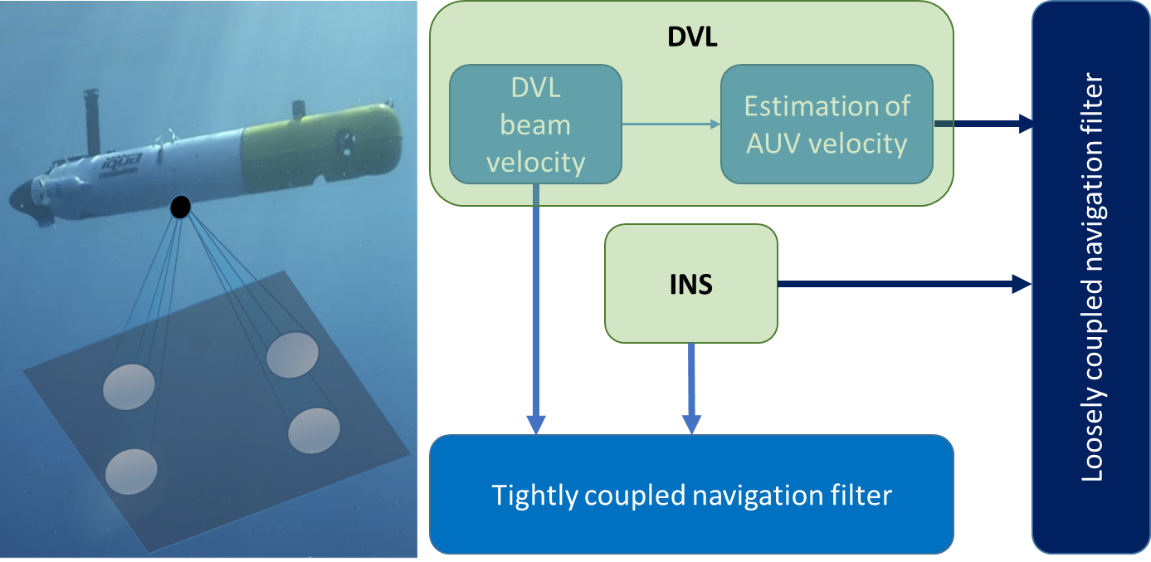 DVL
DVL
beam
velocity
Estimation of
AUV velocity
INS
Tightly coupled navigation filter
Loosely coupled navigation filter